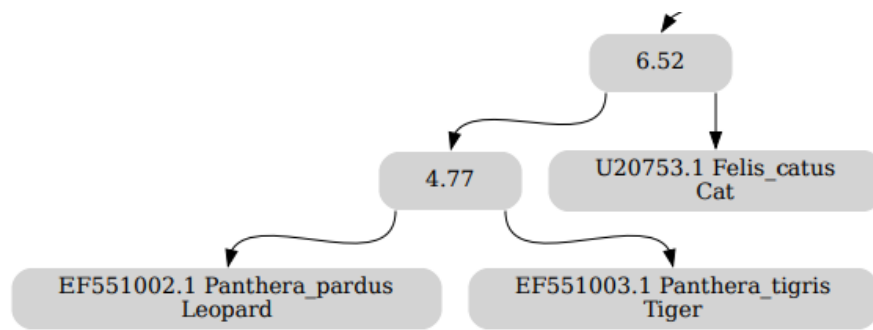 6.52
4.77
U20753.1 Felis_catus
Cat
EF551002.1 Panthera_pardus
Leopard
EF551003.1 Panthera_tigris
Tiger